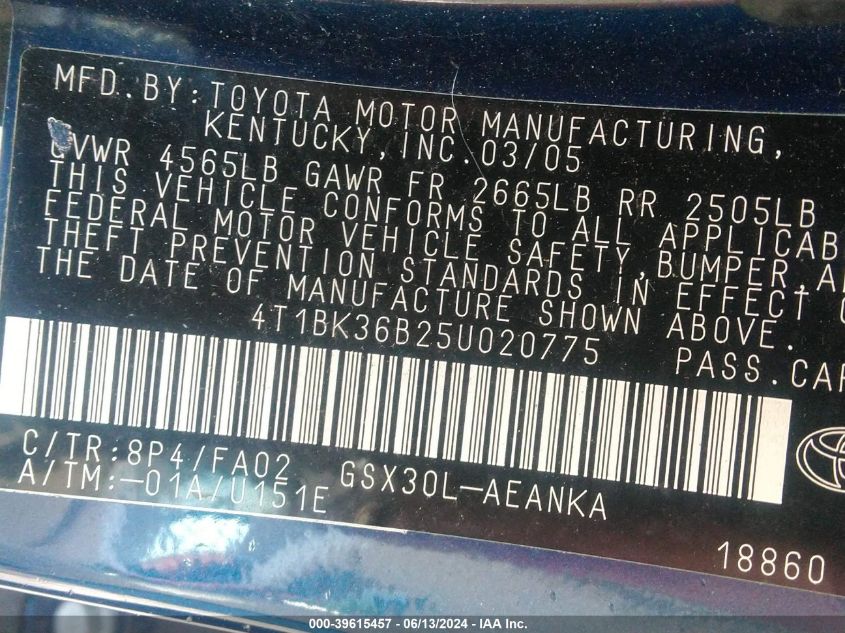 MFD.BY:TOYOTA MOTOR MANUFACTURING,
KENTUCKY,INC.03/05
GVWR 4565LB GAWR FR 2665LB RR 2505LB
THIS VEHICLE CONFORMS TO ALL APPLICAB
FEDERAL MOTOR VEHICLE SAFETY,BUMPER,A
THEFT PREVENTION STANDARDS IN EFFECT O
THE DATE OF MANUFACTURE SHOWN ABOVE.
4T1BK36B25U020775 PASS.CAR
C/TR:8P4/FA02 GSX30L-AEANKA
A/TM:-01A/U151E
18860
000-39615457 - 06/13/2024 - IAA Inc.